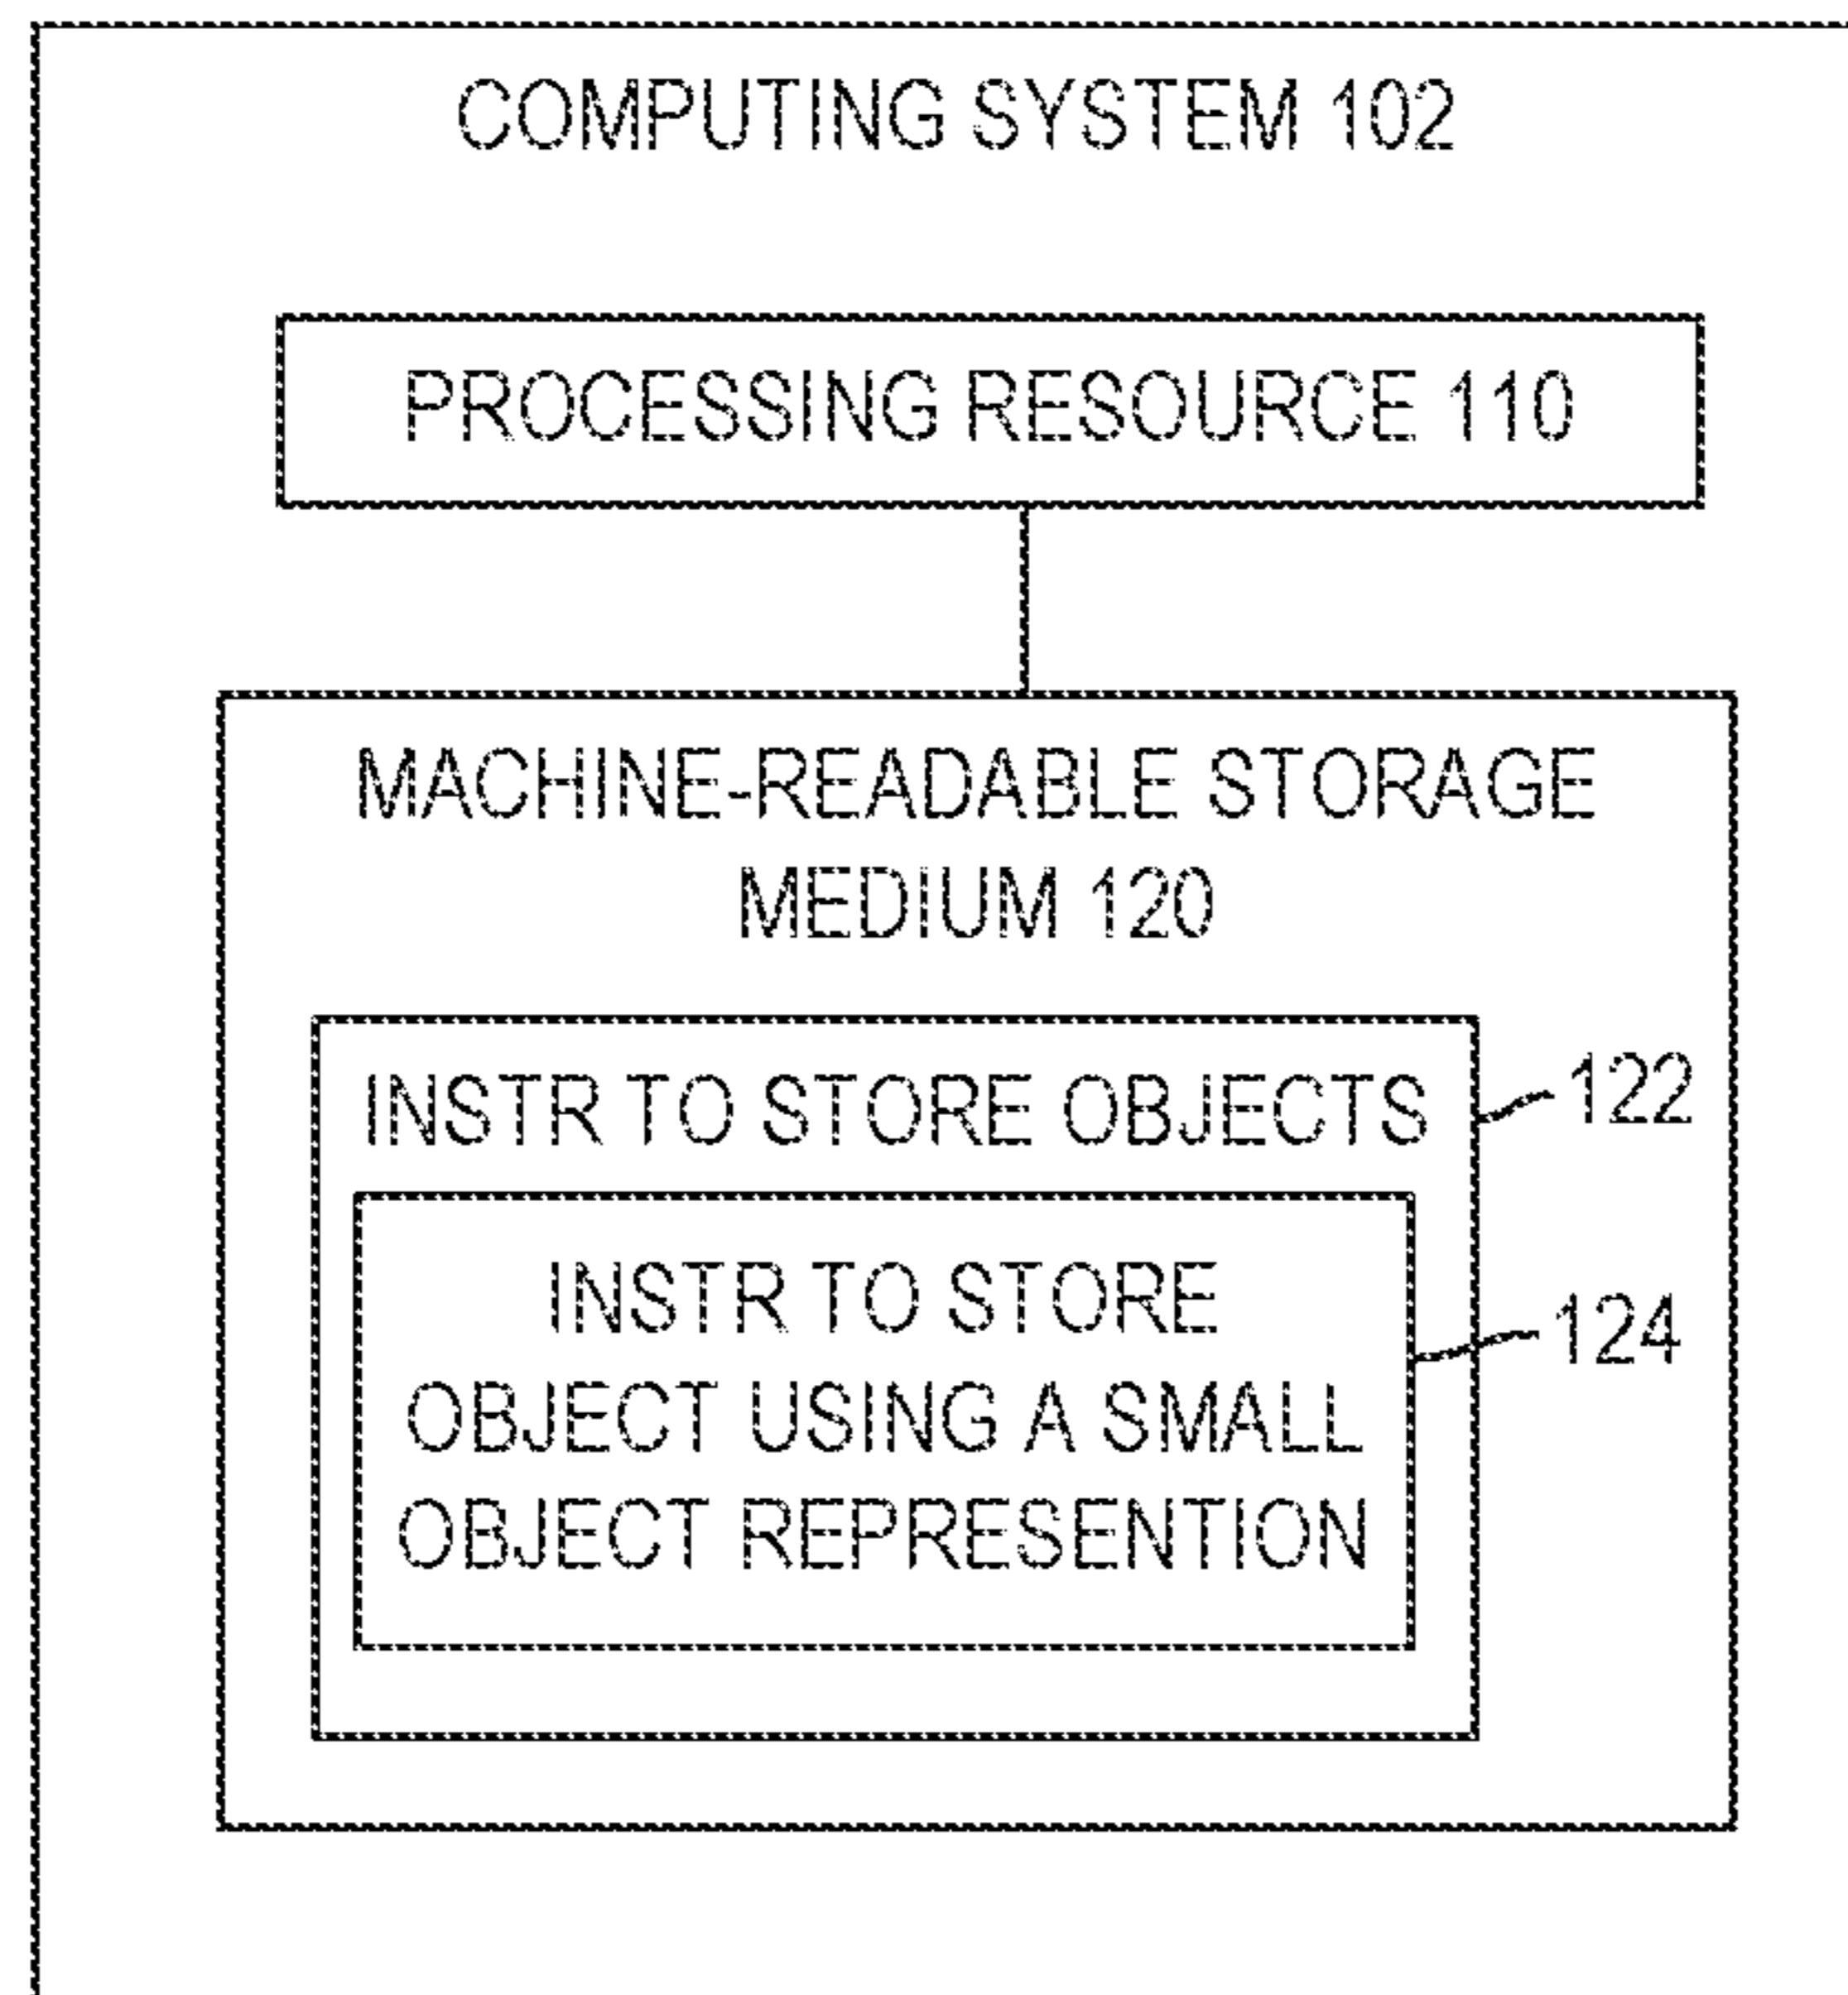 COMPUTING SYSTEM 102
PROCESSING RESOURCE 110
MACHINE-READABLE STORAGE
MEDIUM 120
INSTR TO STORE OBJECTS
122
INSTR TO STORE
124
OBJECT USING A SMALL
OBJECT REPRESENTION